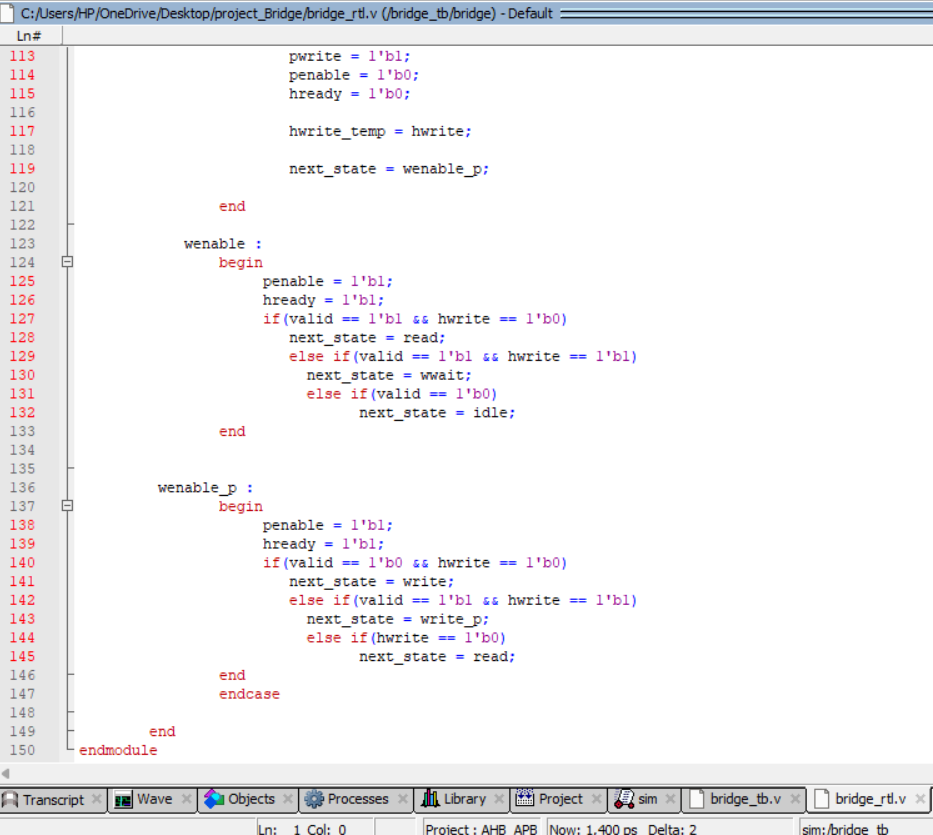 C:/Users/HP/OneDrive/Desktop/project_Bridge/bridge_rtl.v (/bridge_tb/bridge) - Default
Ln#
113 pwrite = 1'b1;
114 penable = 1'b0;
115 hready = 1'b0;
116
117 hwrite_temp = hwrite;
118
119 next_state = wenable_p;
120
121 end
122
123 wenable :
124 begin
125 penable = 1'b1;
126 hready = 1'b1;
127 if(valid == 1'b1 && hwrite == 1'b0)
128 next_state = read;
129 else if(valid == 1'b1 && hwrite == 1'b1)
130 next_state = wwait;
131 else if(valid == 1'b0)
132 next_state = idle;
133 end
134
135
136 wenable_p :
137 begin
138 penable = 1'b1;
139 hready = 1'b1;
140 if(valid == 1'b0 && hwrite == 1'b0)
141 next_state = write;
142 else if(valid == 1'b1 && hwrite == 1'b1)
143 next_state = write_p;
144 else if(hwrite == 1'b0)
145 next_state = read;
146 end
147 endcase
148
149 end
150 endmodule
Transcript Wave Objects Processes Library Project sim bridge_tb.v bridge_rtl.v
Ln: 1 Col: 0 Project : AHB_APB Now: 1,400 ps Delta: 2 sim:/bridge_tb